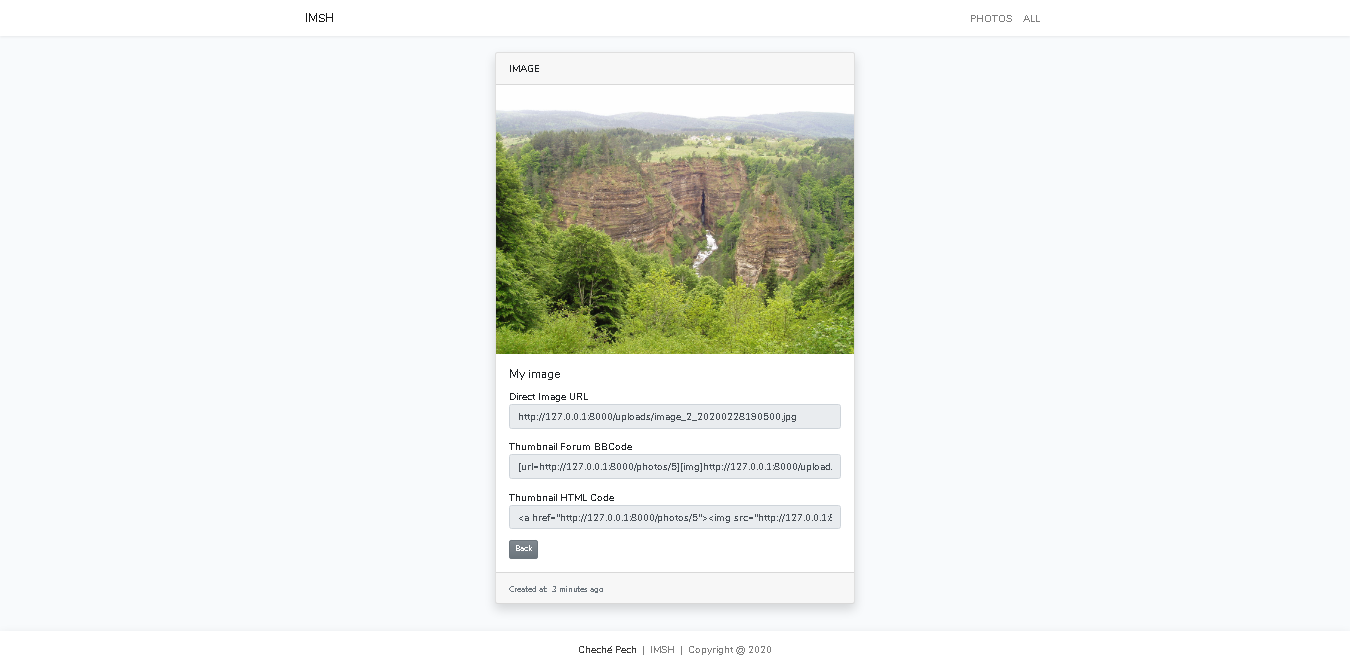 IMSH
PHOTOS ALL
IMAGE
My image
Direct Image URL
http://127.0.0.1:8000/uploads/image_2_20200228190500.jpg
Thumbnail Forum BBCode
[url=http://127.0.0.1:8000/photos/5][img]http://127.0.0.1:8000/upload.
Thumbnail HTML Code
<a href="http://127.0.0.1:8000/photos/5"><img src="http://127.0.0.1:8
Back
Created at: 3 minutes ago
Cheché Pech | IMSH | Copyright @ 2020